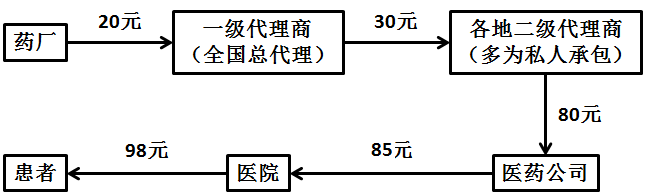 药厂
20元
一级代理商
（全国总代理）
30元
各地二级代理商
（多为私人承包）
80元
医药公司
85元
医院
98元
患者